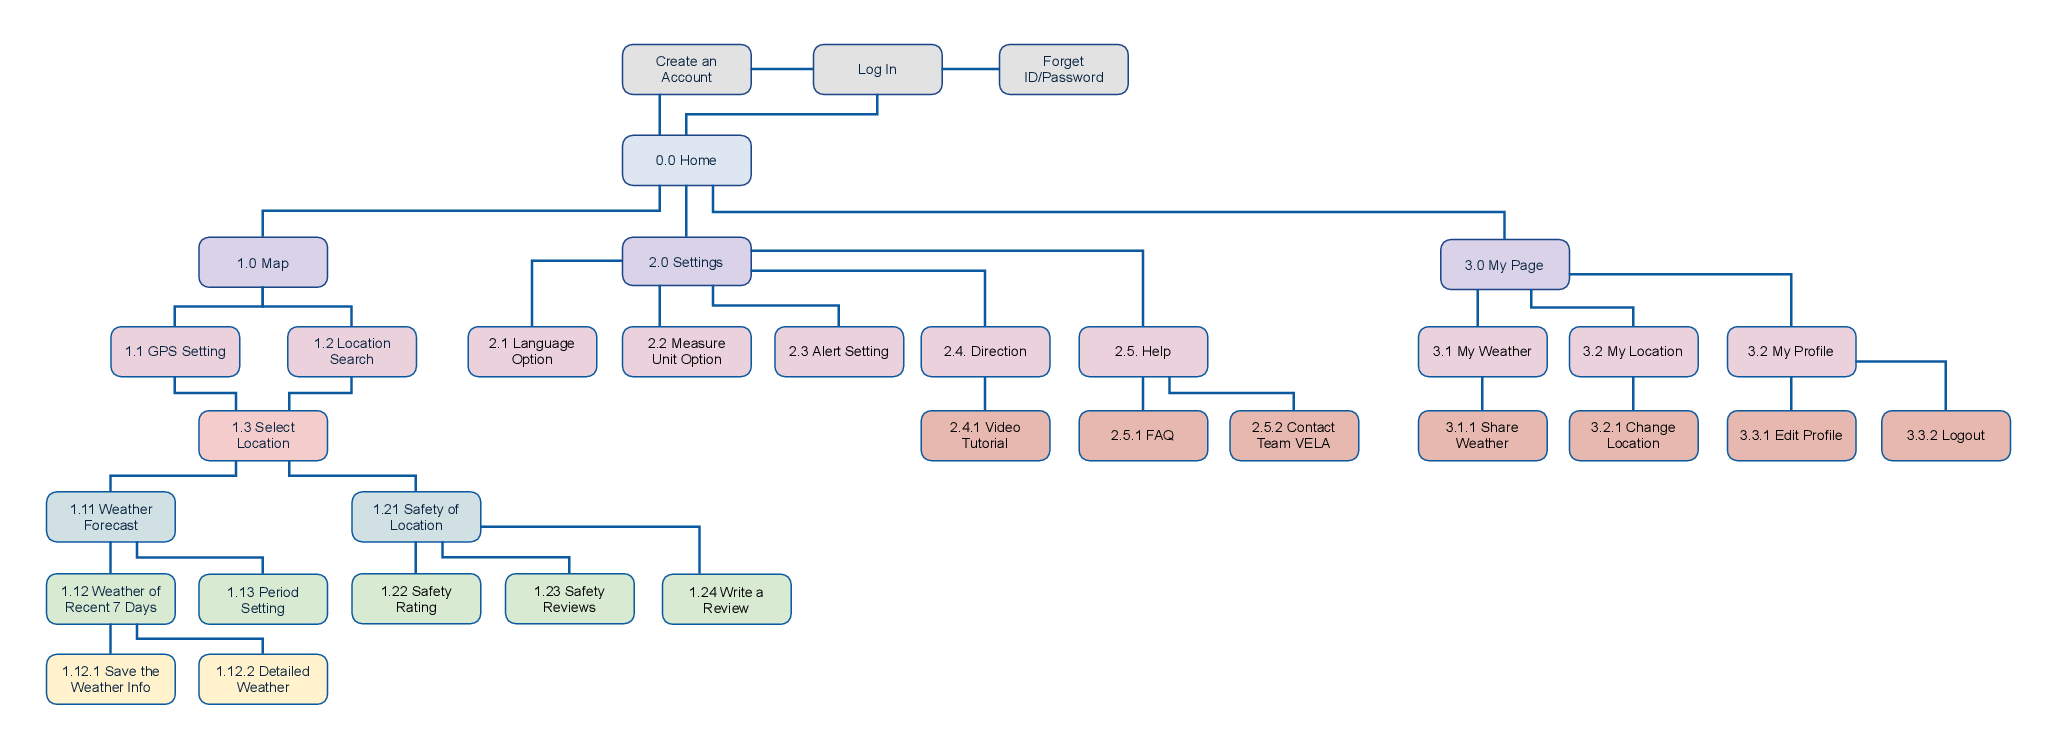 Create an
Account
Log In
Forget
ID/Password
0.0 Home
1.0 Map
2.0 Settings
3.0 My Page
1.1 GPS Setting
1.2 Location
Search
2.1 Language
Option
2.2 Measure
Unit Option
2.3 Alert Setting
2.4. Direction
2.5. Help
3.1 My Weather
3.2 My Location
3.2 My Profile
1.3 Select
Location
2.4.1 Video
Tutorial
2.5.1 FAQ
2.5.2 Contact
Team VELA
3.1.1 Share
Weather
3.2.1 Change
Location
3.3.1 Edit Profile
3.3.2 Logout
1.11 Weather
Forecast
1.21 Safety of
Location
1.12 Weather of
Recent 7 Days
1.13 Period
Setting
1.22 Safety
Rating
1.23 Safety
Reviews
1.24 Write a
Review
1.12.1 Save the
Weather Info
1.12.2 Detailed
Weather